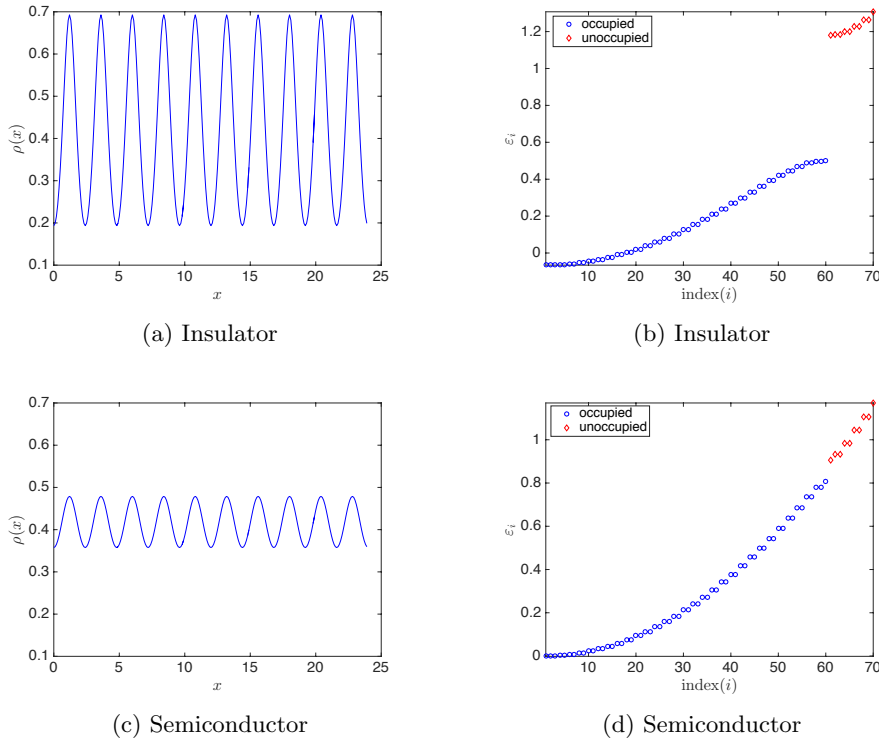 0.7
0.6
0.5
0.4
0.3
0.2
0.1
ρ(x)
0 5 10 15 20 25
x
(a) Insulator
occupied
unoccupied
1.2
1
0.8
0.6
0.4
0.2
0
ε_i
10 20 30 40 50 60 70
index(i)
(b) Insulator
0.7
0.6
0.5
0.4
0.3
0.2
0.1
ρ(x)
0 5 10 15 20 25
x
(c) Semiconductor
occupied
unoccupied
1
0.8
0.6
0.4
0.2
0
ε_i
10 20 30 40 50 60 70
index(i)
(d) Semiconductor